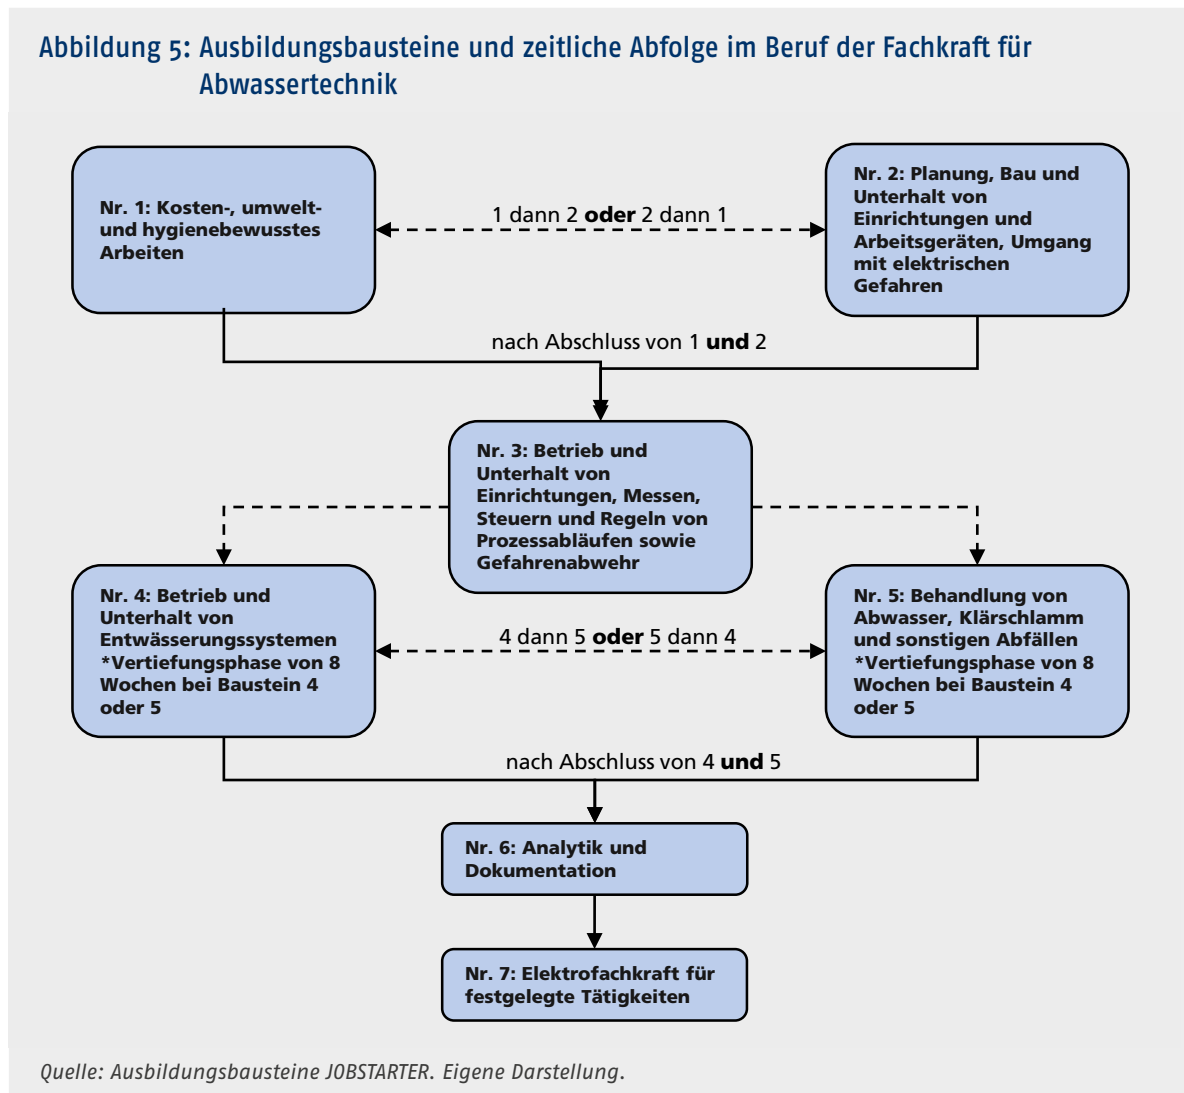 Abbildung 5: Ausbildungsbausteine und zeitliche Abfolge im Beruf der Fachkraft für
Abwassertechnik
Nr. 1: Kosten-, umwelt-
und hygienebewusstes
Arbeiten
1 dann 2 oder 2 dann 1
Nr. 2: Planung, Bau und
Unterhalt von
Einrichtungen und
Arbeitsgeräten, Umgang
mit elektrischen
Gefahren
nach Abschluss von 1 und 2
Nr. 3: Betrieb und
Unterhalt von
Einrichtungen, Messen,
Steuern und Regeln von
Prozessabläufen sowie
Gefahrenabwehr
Nr. 4: Betrieb und
Unterhalt von
Entwässerungssystemen
*Vertiefungsphase von 8
Wochen bei Baustein 4
oder 5
4 dann 5 oder 5 dann 4
Nr. 5: Behandlung von
Abwasser, Klärschlamm
und sonstigen Abfällen
*Vertiefungsphase von 8
Wochen bei Baustein 4
oder 5
nach Abschluss von 4 und 5
Nr. 6: Analytik und
Dokumentation
Nr. 7: Elektrofachkraft für
festgelegte Tätigkeiten
Quelle: Ausbildungsbausteine JOBSTARTER. Eigene Darstellung.